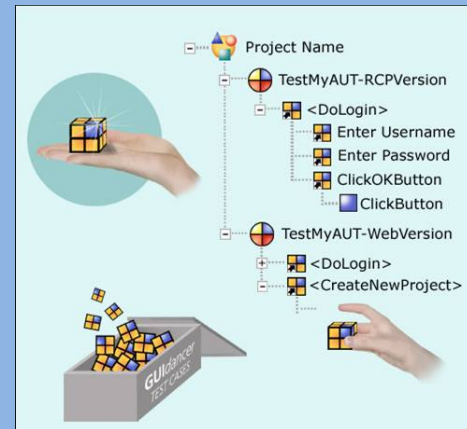 Project Name
TestMyAUT-RCPVersion
<DoLogin>
Enter Username
Enter Password
ClickOKButton
ClickButton
TestMyAUT-WebVersion
<DoLogin>
<CreateNewProject>
GUIdancer
TEST CASES